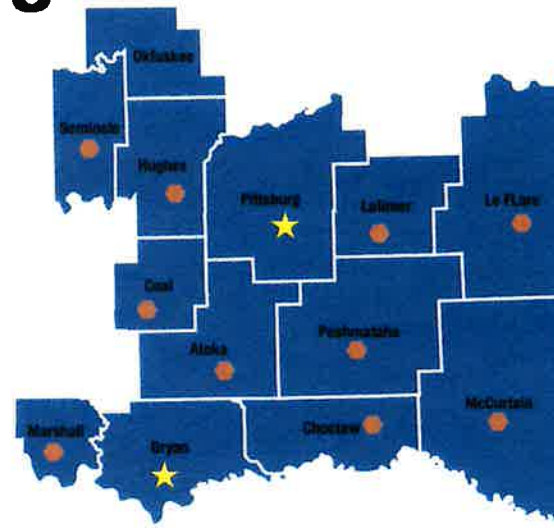 Okfuskee
Seminole
Hughes
Pittsburg
Latimer
Le FLore
Coal
Atoka
Pushmataha
McCurtain
Choctaw
Marshall
Bryan